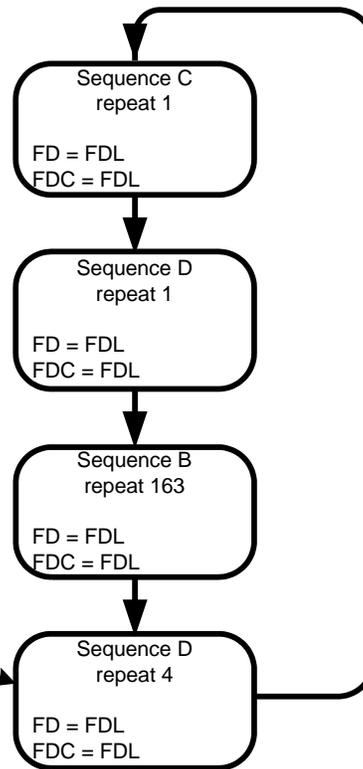 Sequence C
repeat 1
FD = FDL
FDC = FDL
Sequence D
repeat 1
FD = FDL
FDC = FDL
Sequence B
repeat 163
FD = FDL
FDC = FDL
Sequence D
repeat 4
FD = FDL
FDC = FDL